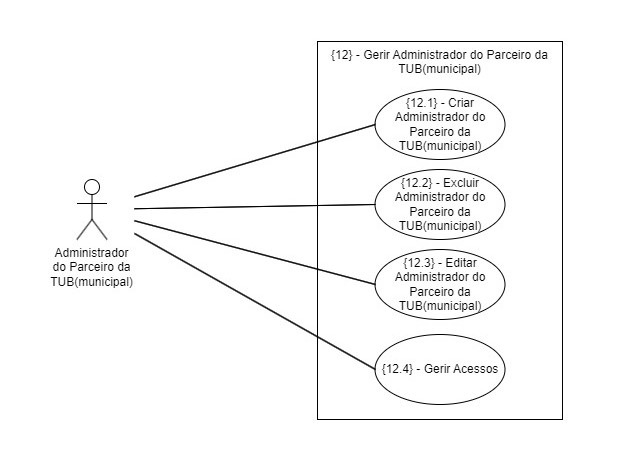 {12} - Gerir Administrador do Parceiro da
TUB(municipal)
{12.1} - Criar
Administrador do
Parceiro da
TUB(municipal)
{12.2} - Excluir
Administrador do
Parceiro da
TUB(municipal)
{12.3} - Editar
Administrador do
Parceiro da
TUB(municipal)
{12.4} - Gerir Acessos
Administrador
do Parceiro da
TUB(municipal)